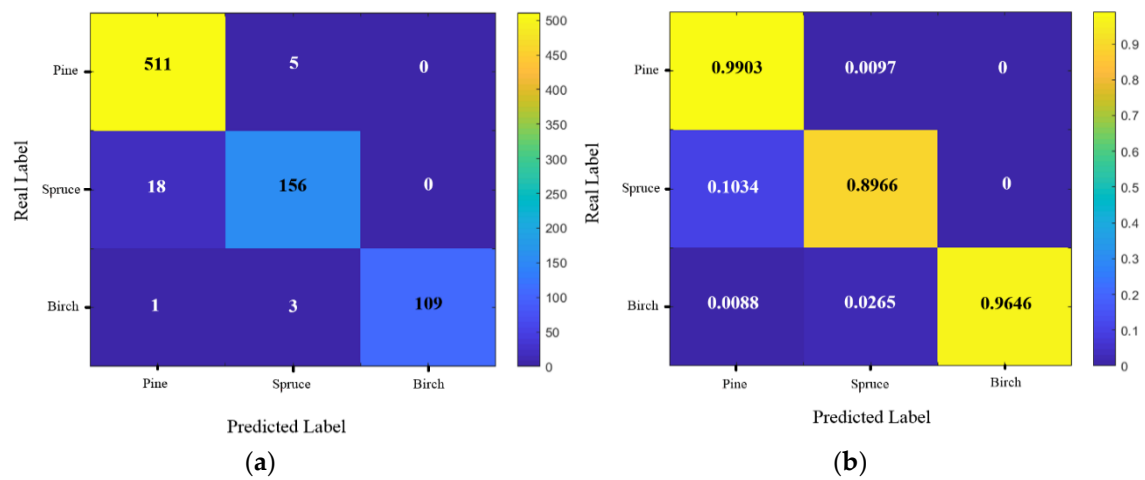 500
450
400
350
300
250
200
150
100
50
0
Real Label
Pine
Spruce
Birch
511 5 0
18 156 0
1 3 109
Pine Spruce Birch
Predicted Label
(a)
0.9
0.8
0.7
0.6
0.5
0.4
0.3
0.2
0.1
0
Real Label
Pine
Spruce
Birch
0.9903 0.0097 0
0.1034 0.8966 0
0.0088 0.0265 0.9646
Pine Spruce Birch
Predicted Label
(b)